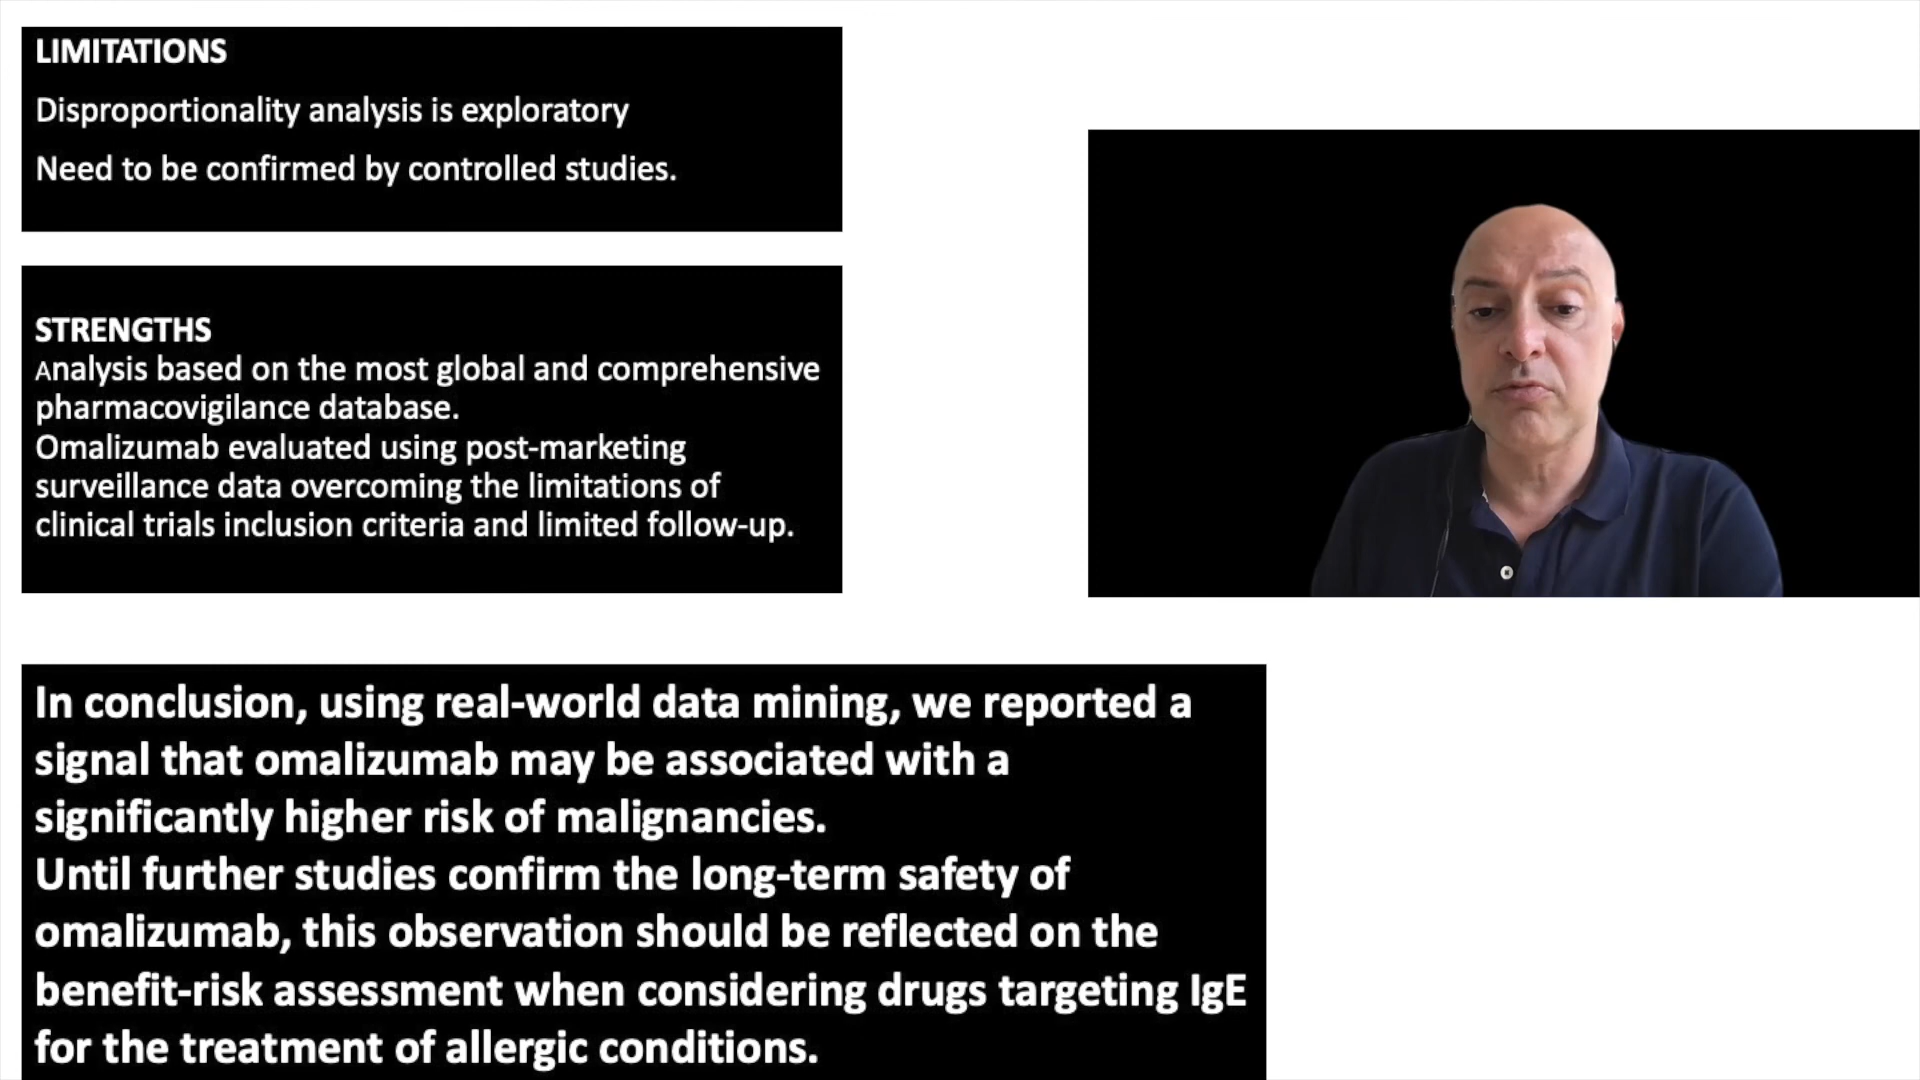 LIMITATIONS
Disproportionality analysis is exploratory
Need to be confirmed by controlled studies.
STRENGTHS
Analysis based on the most global and comprehensive
pharmacovigilance database.
Omalizumab evaluated using post-marketing
surveillance data overcoming the limitations of
clinical trials inclusion criteria and limited follow-up.
In conclusion, using real-world data mining, we reported a
signal that omalizumab may be associated with a
significantly higher risk of malignancies.
Until further studies confirm the long-term safety of
omalizumab, this observation should be reflected on the
benefit-risk assessment when considering drugs targeting IgE
for the treatment of allergic conditions.